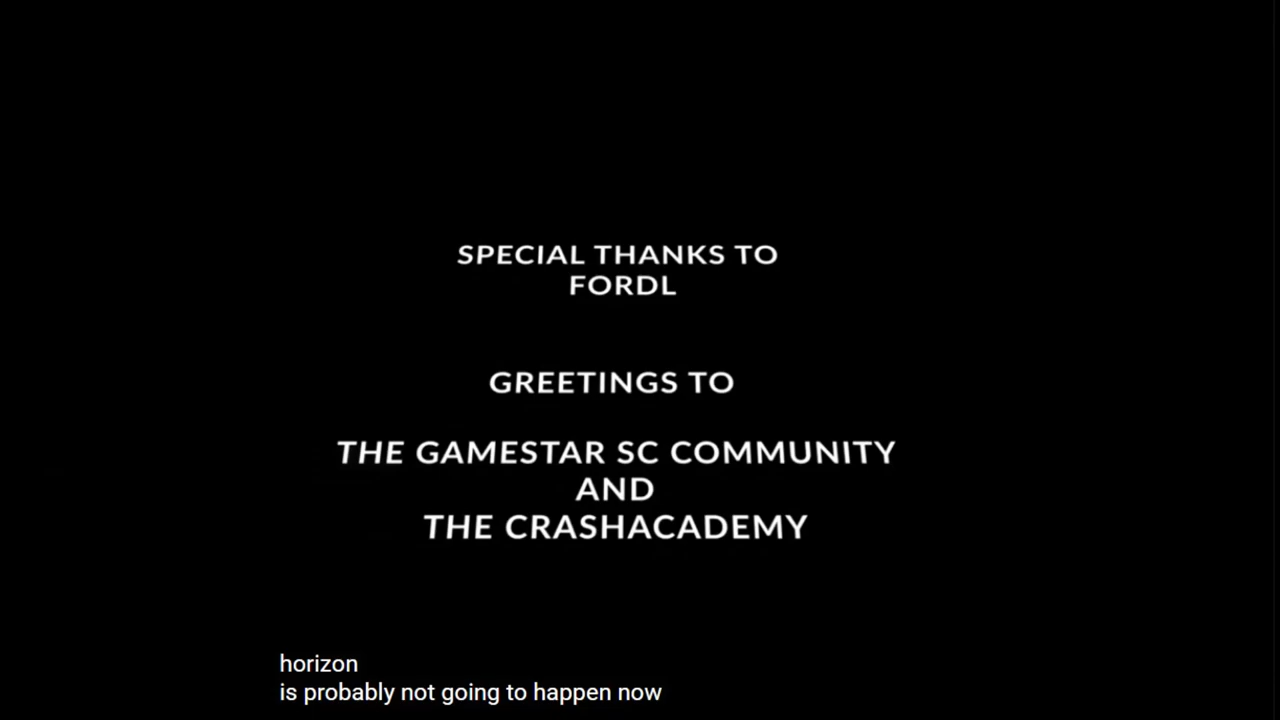 SPECIAL THANKS TO
FORDL
GREETINGS TO
THE GAMESTAR SC COMMUNITY
AND
THE CRASHACADEMY
horizon
is probably not going to happen now